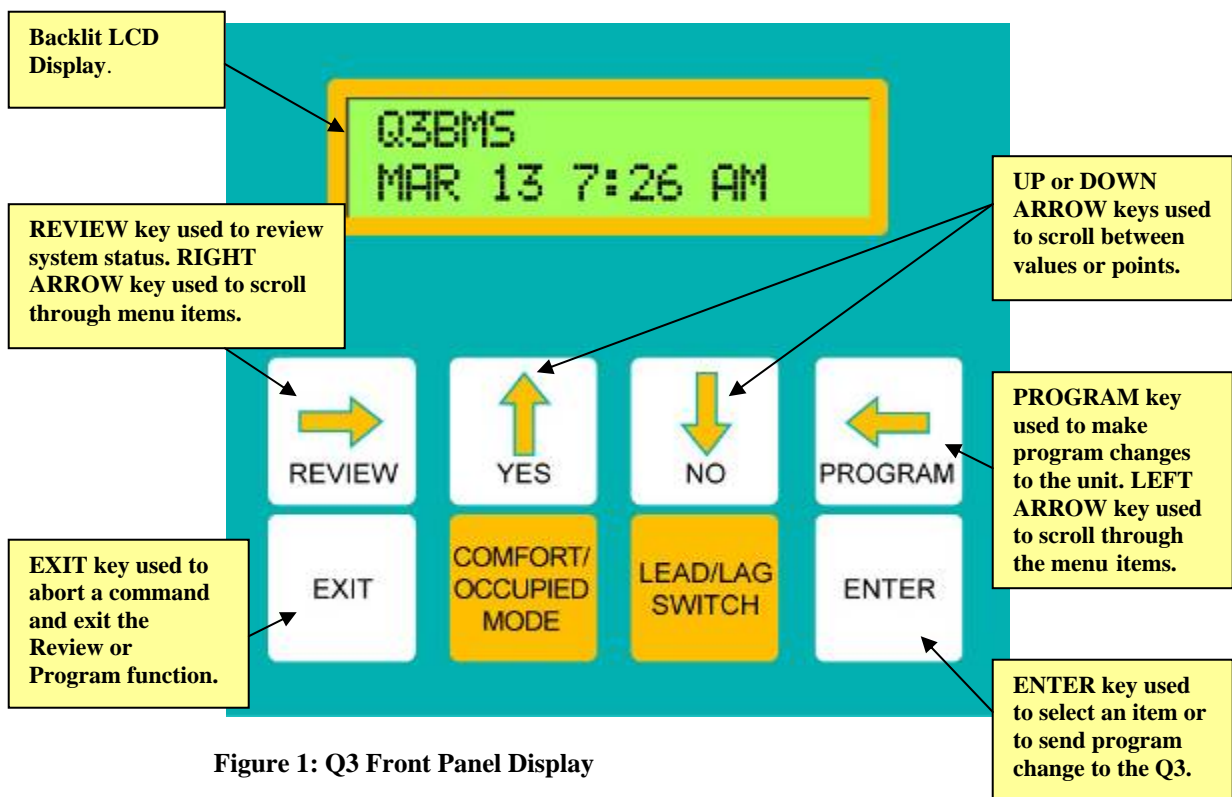 Backlit LCD
Display.
Q3BMS
MAR 13 7:26 AM
UP or DOWN
ARROW keys used
to scroll between
values or points.
REVIEW key used to review
system status. RIGHT
ARROW key used to scroll
through menu items.
REVIEW
YES
NO
PROGRAM
PROGRAM key
used to make
program changes
to the unit. LEFT
ARROW key used
to scroll through
the menu items.
EXIT key used to
abort a command
and exit the
Review or
Program function.
EXIT
COMFORT/
OCCUPIED
MODE
LEAD/LAG
SWITCH
ENTER
ENTER key used
to select an item or
to send program
change to the Q3.
Figure 1: Q3 Front Panel Display